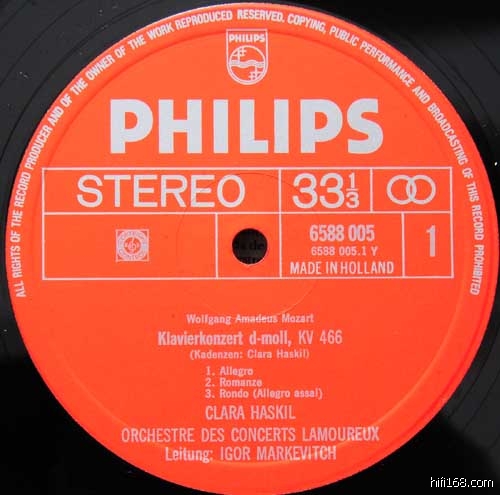 ALL RIGHTS OF THE RECORD PRODUCER AND OF THE OWNER OF THE WORK REPRODUCED RESERVED. COPYING, PUBLIC PERFORMANCE AND BROADCASTING OF THIS RECORD PROHIBITED
PHILIPS
PHILIPS
STEREO 33 1/3
6588 005 1
6588 005.1 Y
MADE IN HOLLAND
Wolfgang Amadeus Mozart
Klavierkonzert d-moll, KV 466
(Kadenzen: Clara Haskil)
1. Allegro
2. Romanze
3. Rondo (Allegro assai)
CLARA HASKIL
ORCHESTRE DES CONCERTS LAMOUREUX
Leitung: IGOR MARKEVITCH
hifi168.com